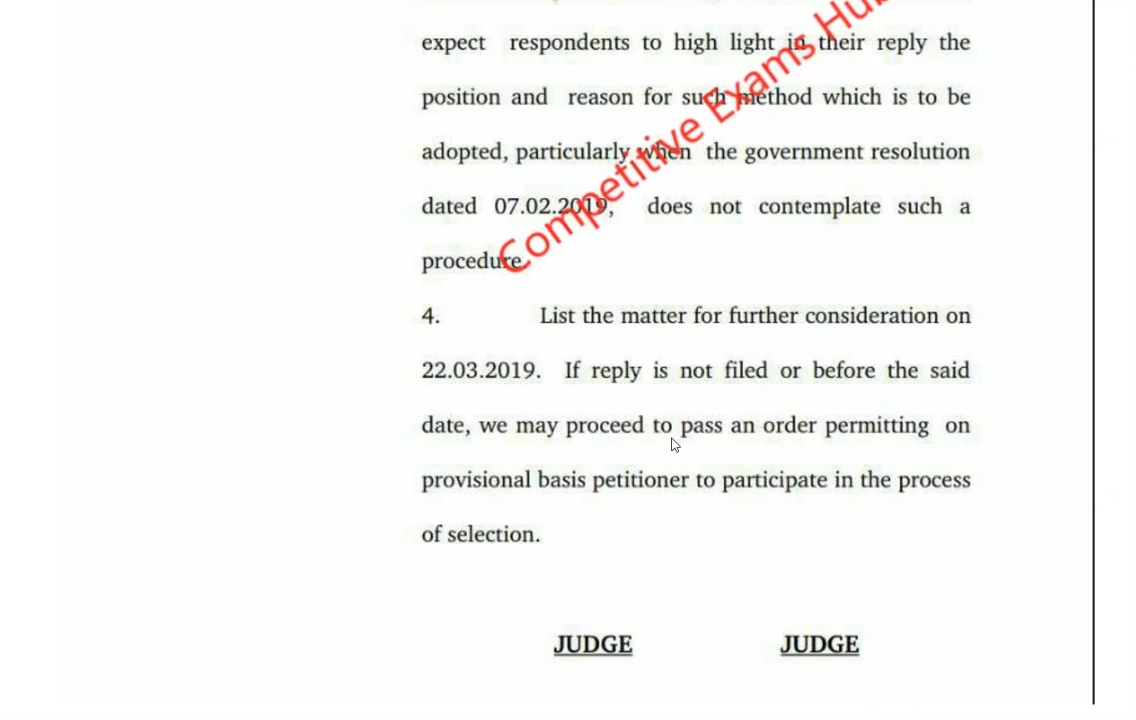 expect respondents to high light in their reply the
position and reason for such method which is to be
adopted, particularly when the government resolution
dated 07.02.2019, does not contemplate such a
procedure.
4. List the matter for further consideration on
22.03.2019. If reply is not filed or before the said
date, we may proceed to pass an order permitting on
provisional basis petitioner to participate in the process
of selection.
JUDGE JUDGE
Competitive Exams Hub